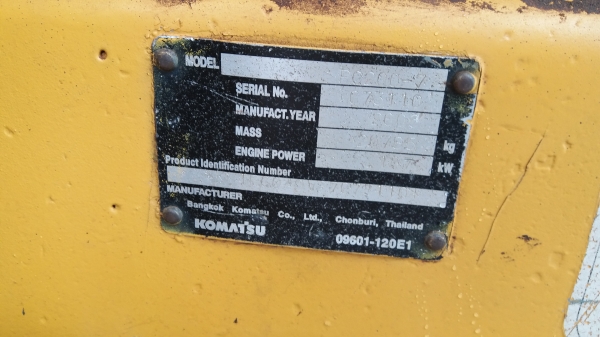 MODEL
SERIAL No.
MANUFACT. YEAR
MASS kg
ENGINE POWER kW
Product Identification Number
MANUFACTURER
Bangkok Komatsu Co., Ltd., Chonburi, Thailand
KOMATSU 09601-120E1